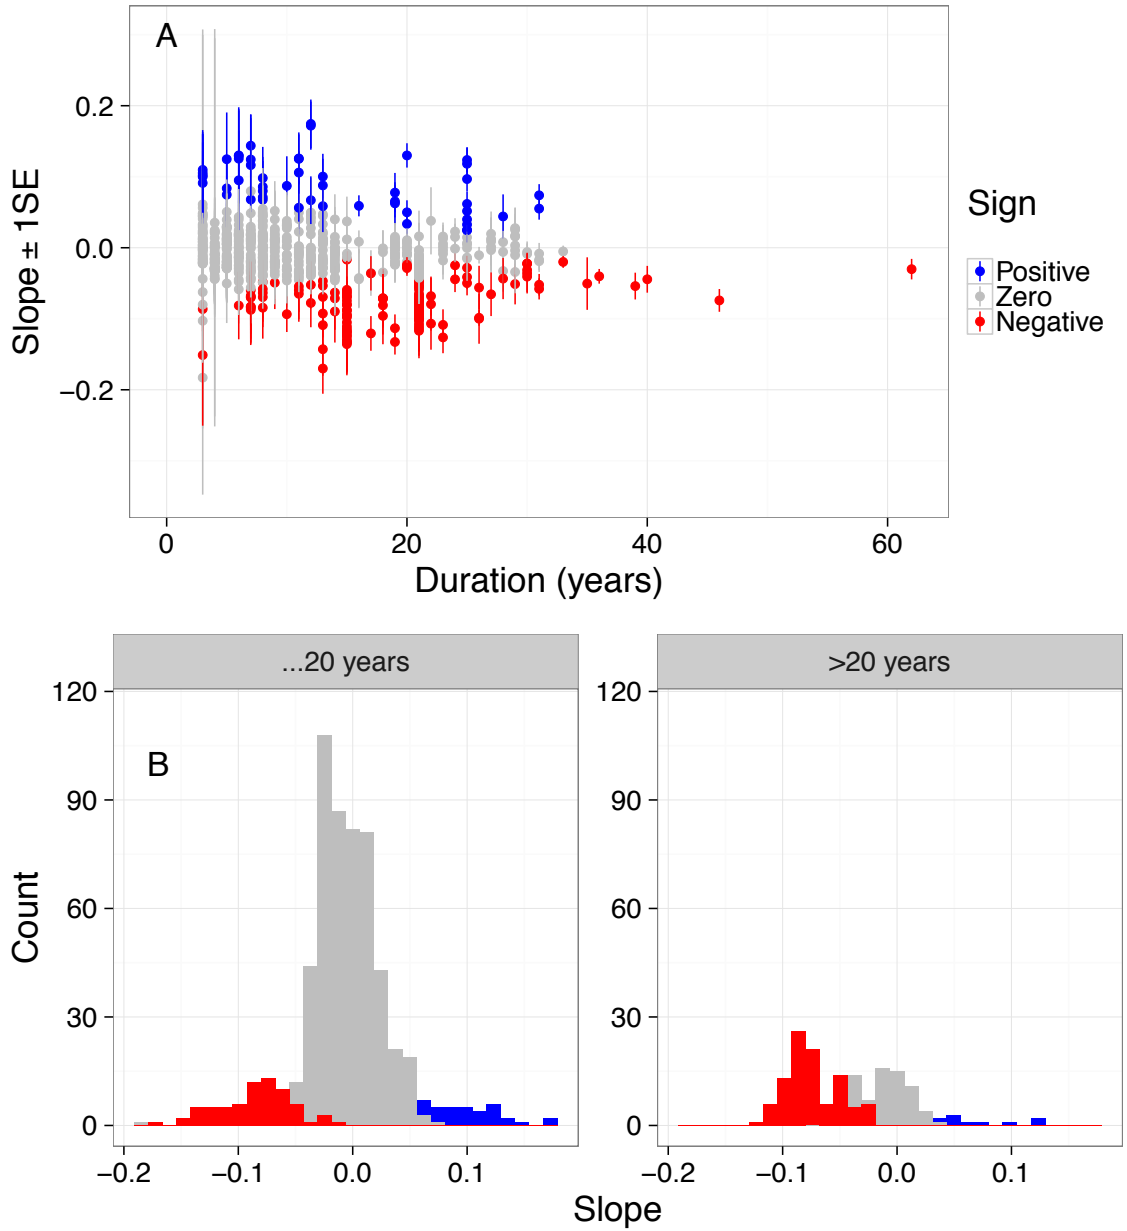 A
0.2
0.0
−0.2
Slope ± 1SE
0 20 40 60
Duration (years)
Sign
Positive
Zero
Negative
...20 years >20 years
B
120 120
90 90
60 60
30 30
0 0
Count
−0.2 −0.1 0.0 0.1 −0.2 −0.1 0.0 0.1
Slope